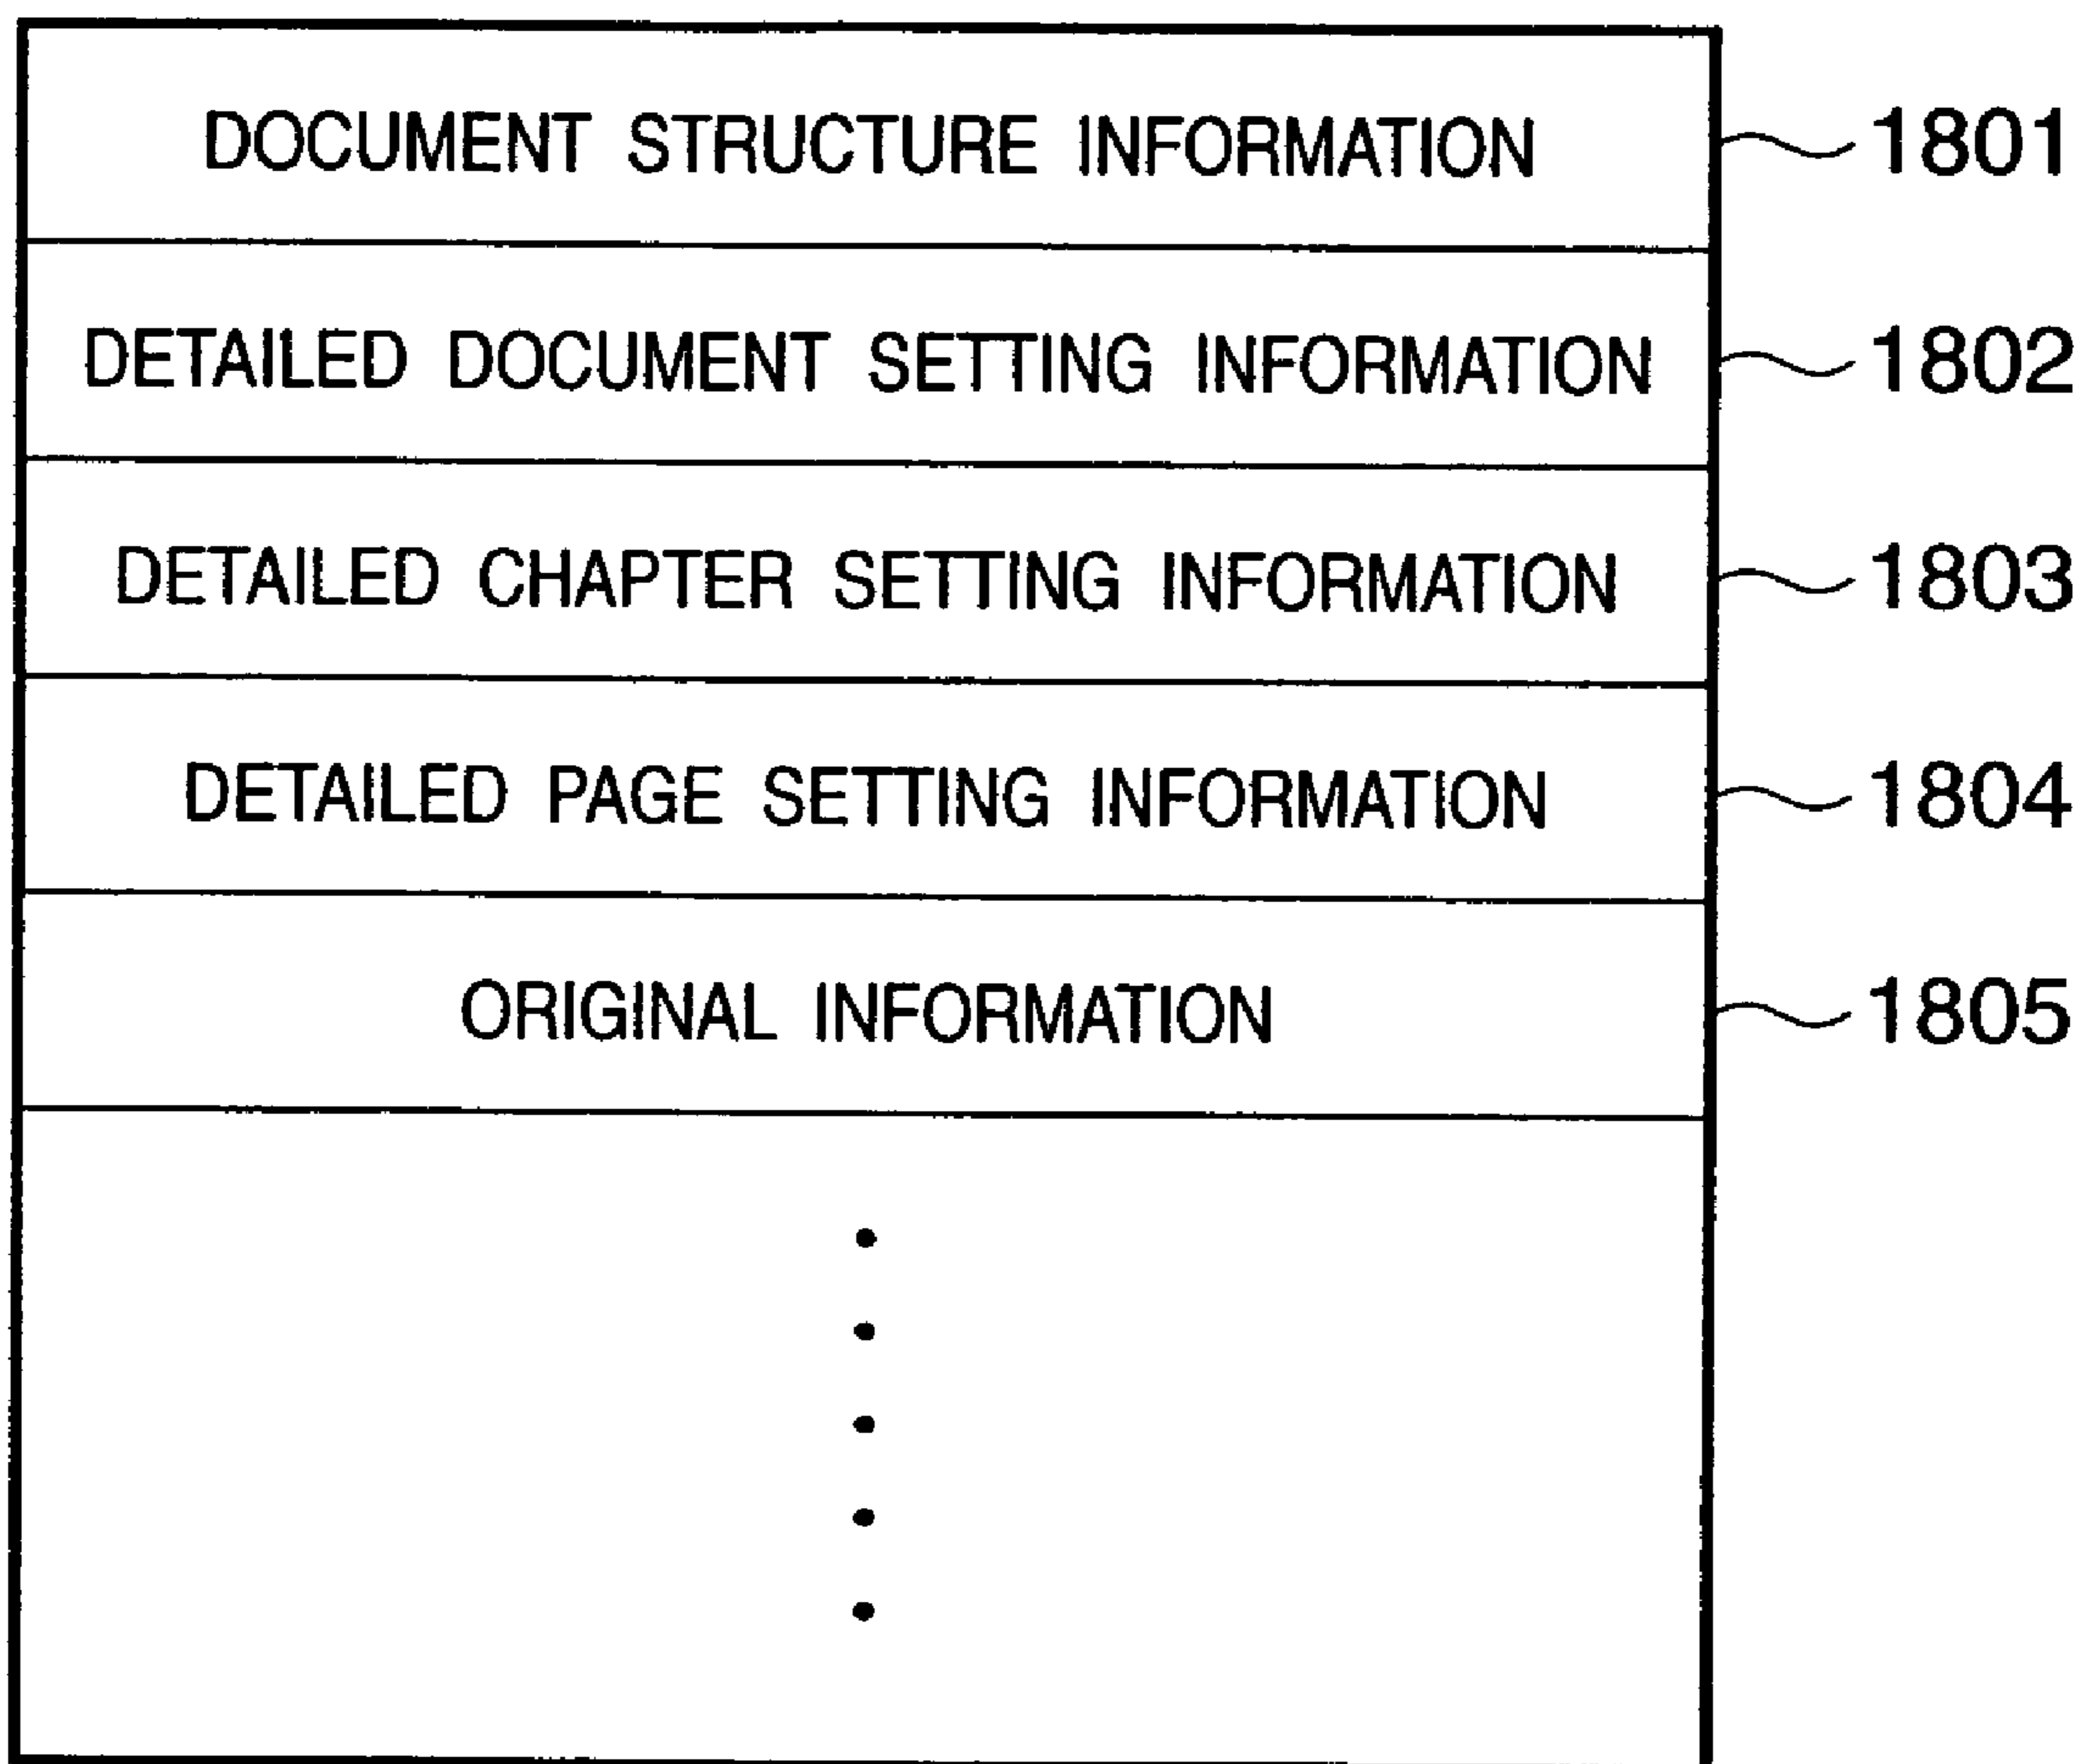 DOCUMENT STRUCTURE INFORMATION 1801
DETAILED DOCUMENT SETTING INFORMATION 1802
DETAILED CHAPTER SETTING INFORMATION 1803
DETAILED PAGE SETTING INFORMATION 1804
ORIGINAL INFORMATION 1805